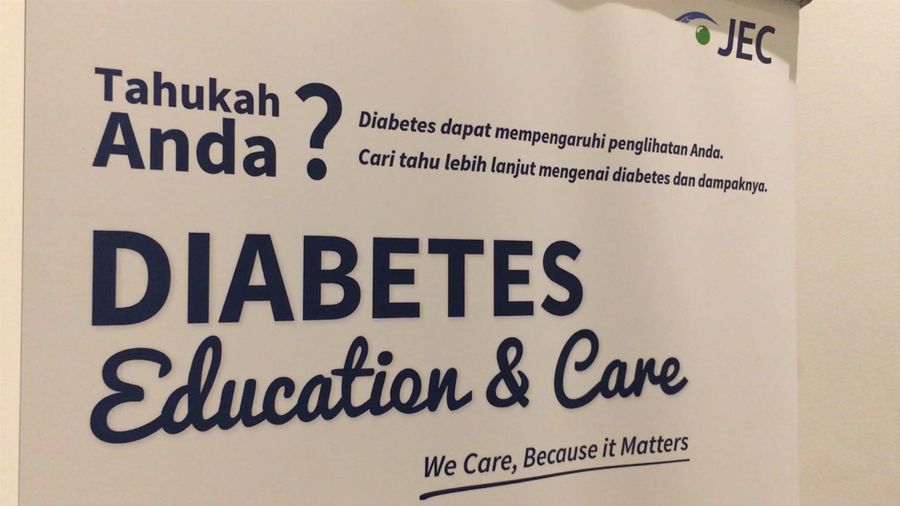 JEC
Tahukah
Anda ?
Diabetes dapat mempengaruhi penglihatan Anda.
Cari tahu lebih lanjut mengenai diabetes dan dampaknya.
DIABETES
Education & Care
We Care, Because it Matters